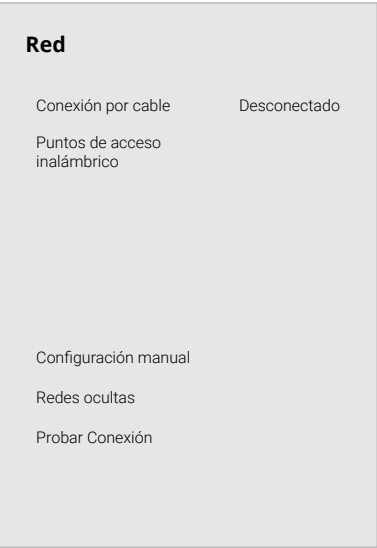 Red
Conexión por cable Desconectado
Puntos de acceso
inalámbrico
Configuración manual
Redes ocultas
Probar Conexión